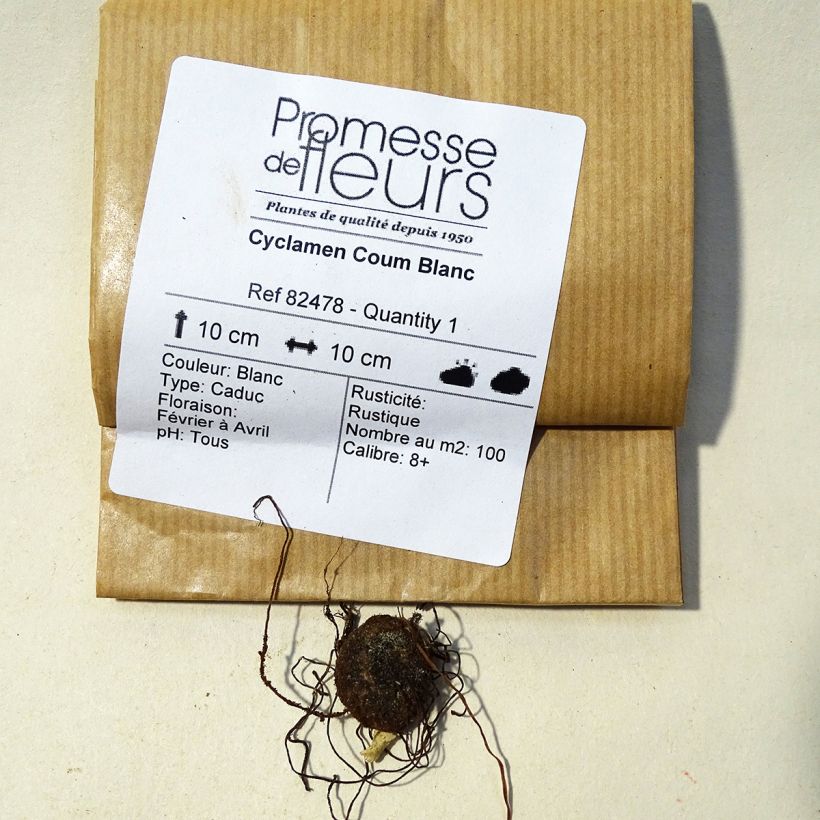 Promesse
de fleurs
Plantes de qualité depuis 1950
Cyclamen Coum Blanc
Ref 82478 - Quantity 1
10 cm 10 cm
Couleur: Blanc
Type: Caduc
Floraison:
Février à Avril
pH: Tous
Rusticité:
Rustique
Nombre au m2: 100
Calibre: 8+